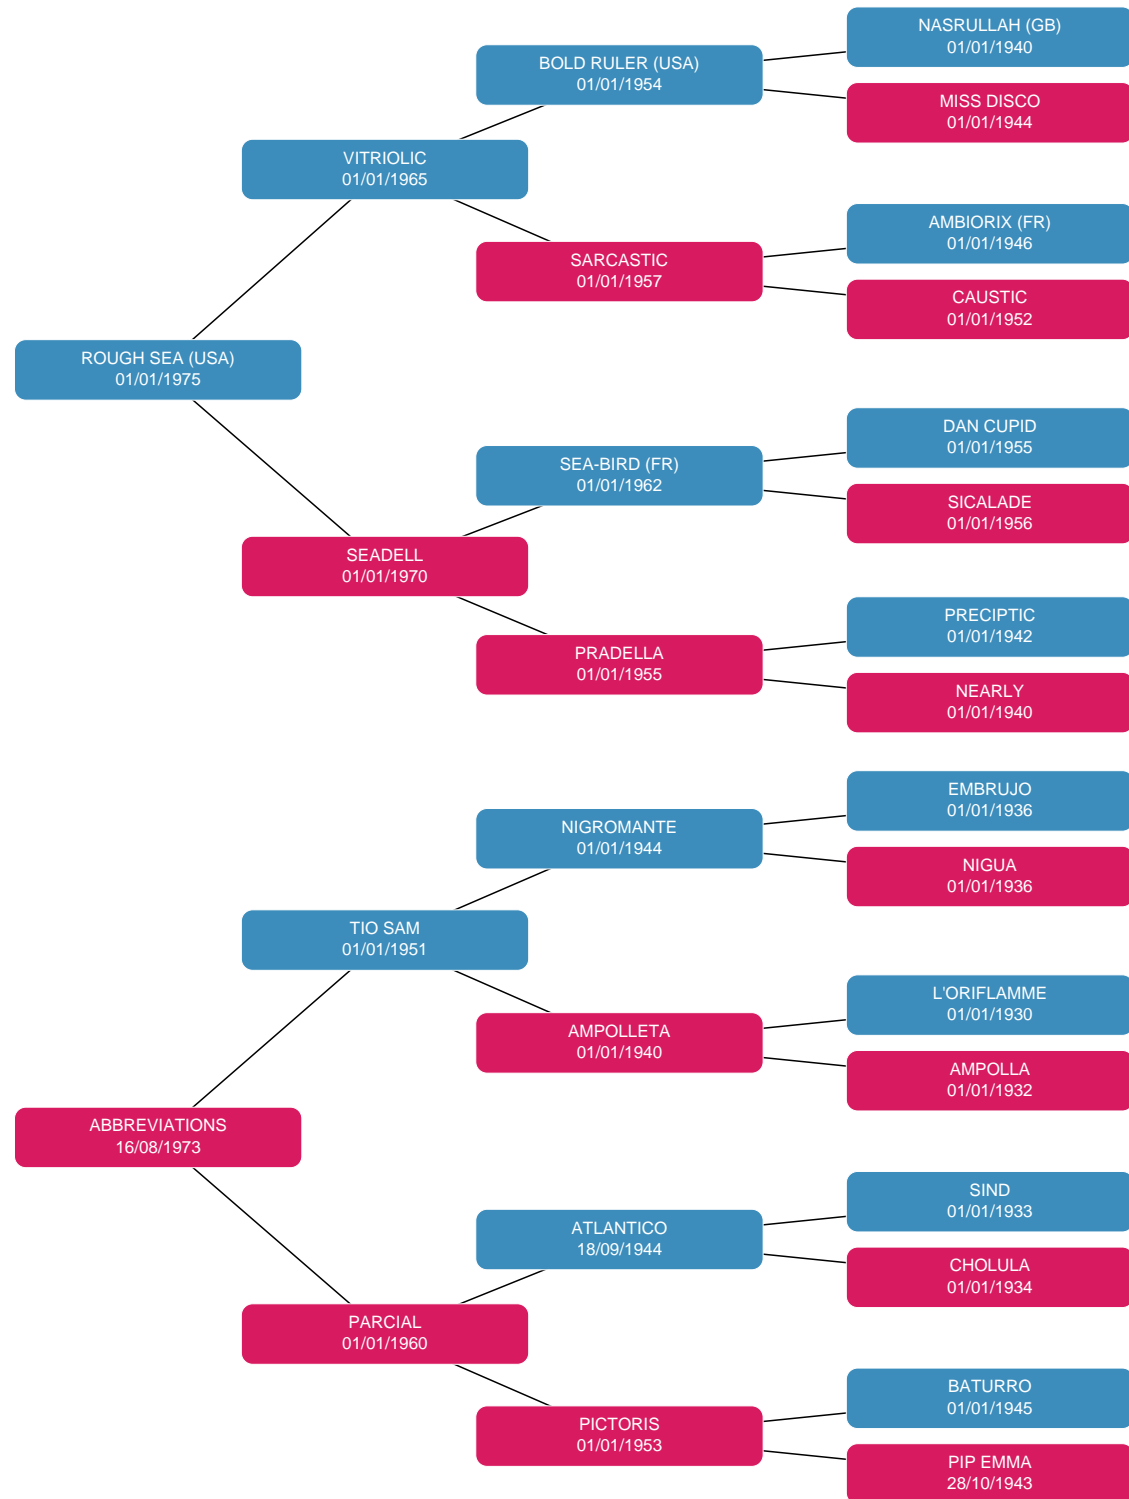 NASRULLAH (GB)
01/01/1940
BOLD RULER (USA)
01/01/1954
MISS DISCO
01/01/1944
VITRIOLIC
01/01/1965
AMBIORIX (FR)
01/01/1946
SARCASTIC
01/01/1957
CAUSTIC
01/01/1952
ROUGH SEA (USA)
01/01/1975
DAN CUPID
01/01/1955
SEA-BIRD (FR)
01/01/1962
SICALADE
01/01/1956
SEADELL
01/01/1970
PRECIPTIC
01/01/1942
PRADELLA
01/01/1955
NEARLY
01/01/1940
EMBRUJO
01/01/1936
NIGROMANTE
01/01/1944
NIGUA
01/01/1936
TIO SAM
01/01/1951
L'ORIFLAMME
01/01/1930
AMPOLLETA
01/01/1940
AMPOLLA
01/01/1932
ABBREVIATIONS
16/08/1973
SIND
01/01/1933
ATLANTICO
18/09/1944
CHOLULA
01/01/1934
PARCIAL
01/01/1960
BATURRO
01/01/1945
PICTORIS
01/01/1953
PIP EMMA
28/10/1943